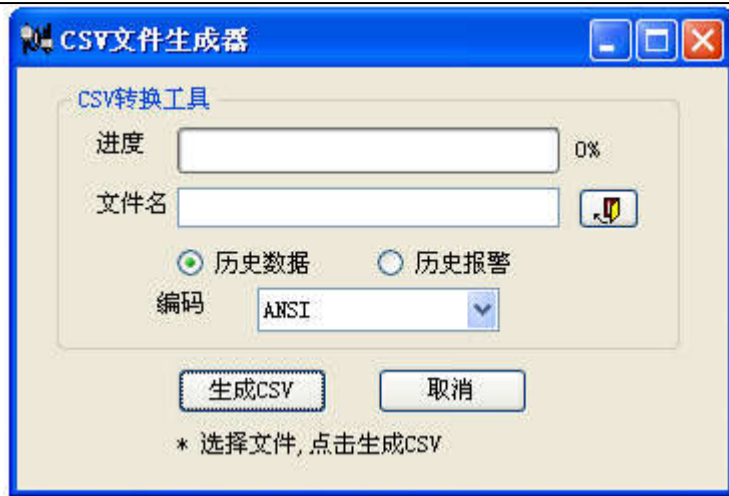 CSV文件生成器
CSV转换工具
进度 0%
文件名
历史数据 历史报警
编码 ANSI
生成CSV 取消
* 选择文件,点击生成CSV